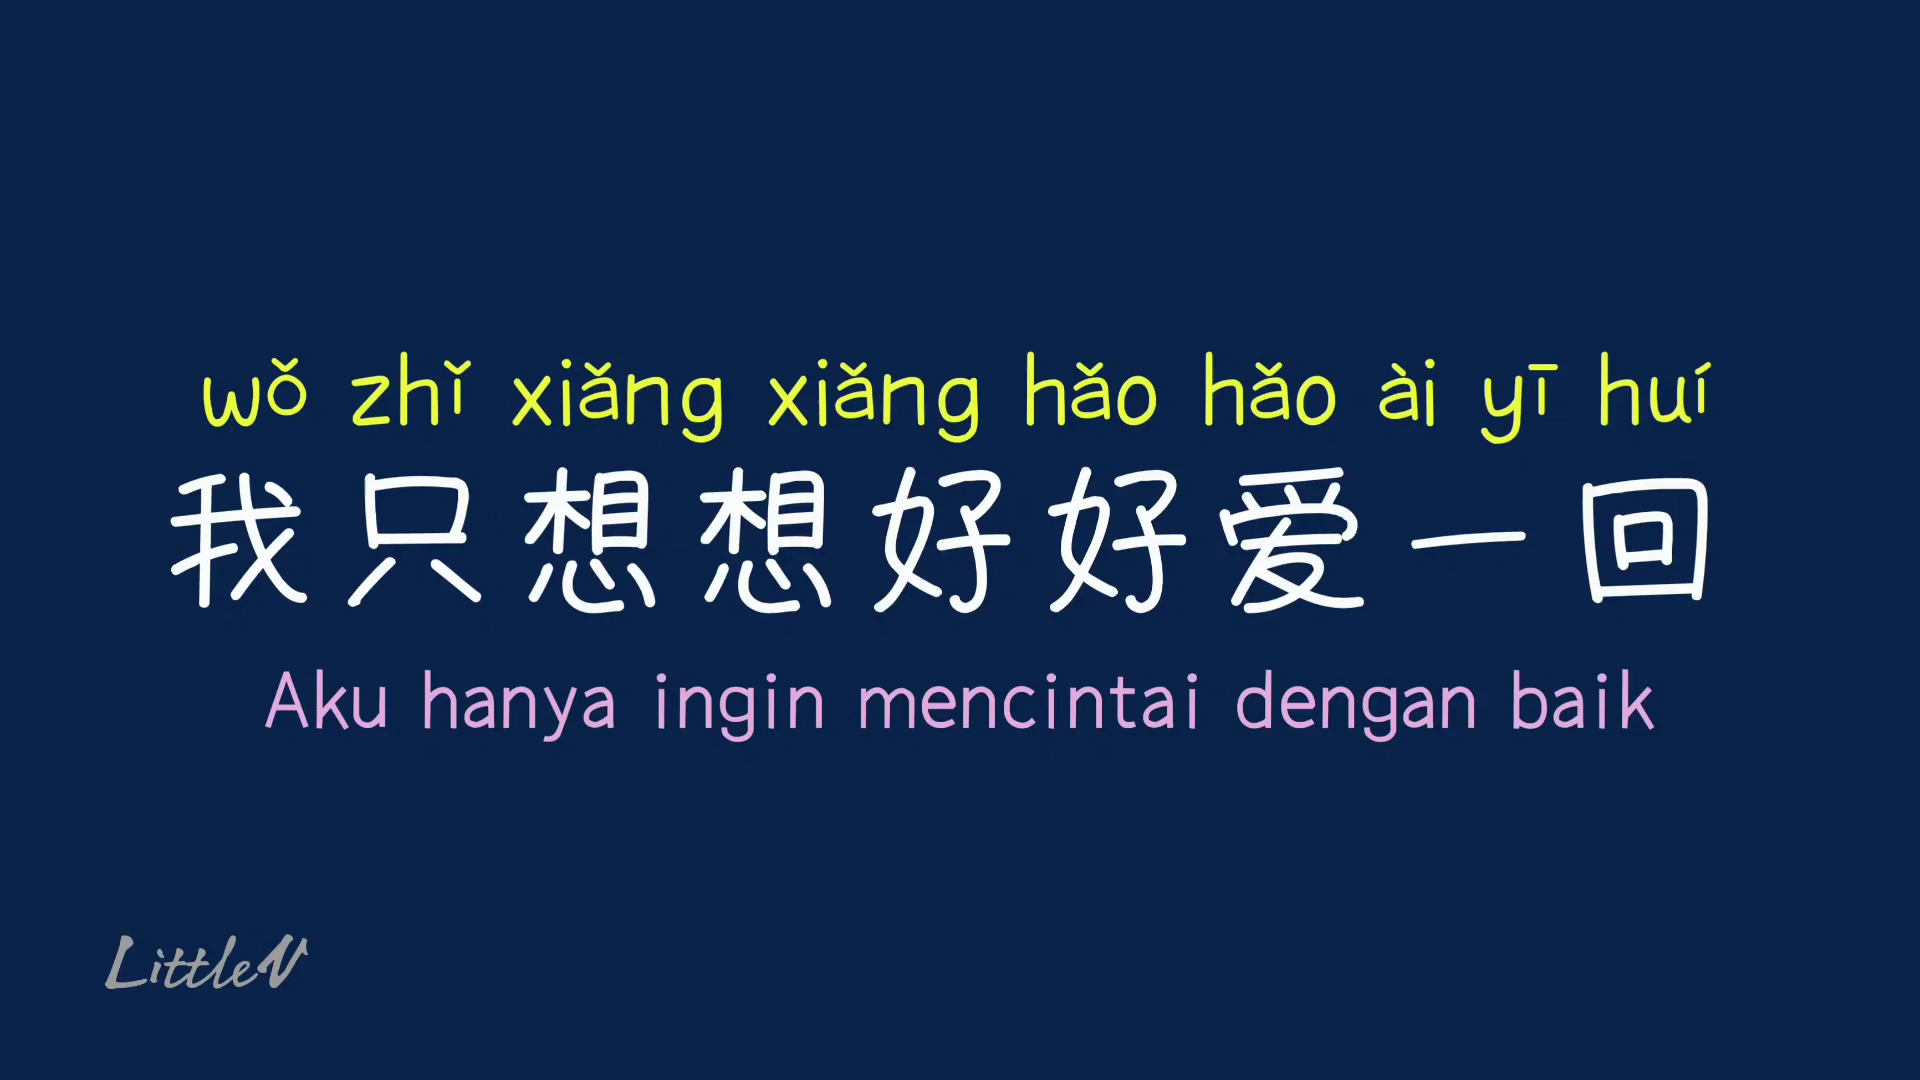 wǒ zhǐ xiǎng xiǎng hǎo hǎo ài yī huí
我只想想好好爱一回
Aku hanya ingin mencintai dengan baik
LittleN